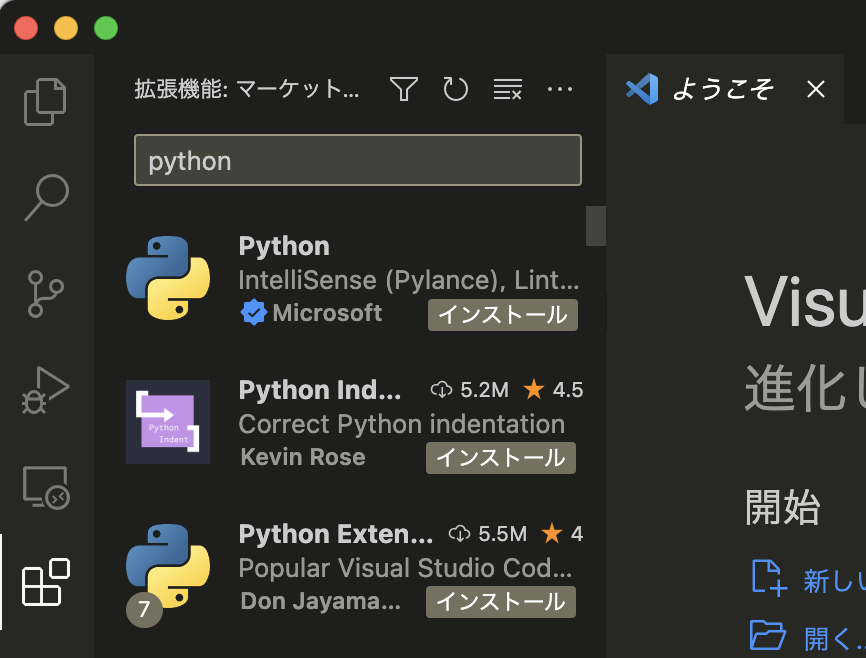 拡張機能: マーケット...
ようこそ
python
Python
IntelliSense (Pylance), Lint...
Microsoft
インストール
Python Ind... 5.2M 4.5
Correct Python indentation
Kevin Rose
インストール
Python
Indent
Python Exten... 5.5M 4
Popular Visual Studio Cod...
Don Jayama...
インストール
7
Visu
進化し
開始
新しい
開く...